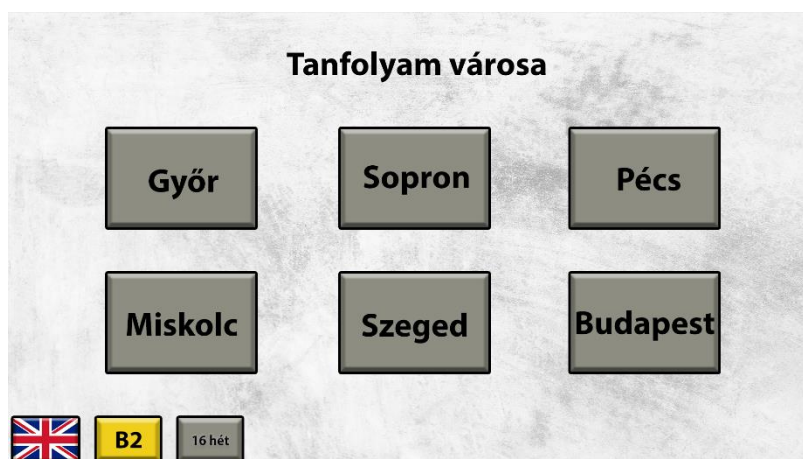 Tanfolyam városa
Győr
Sopron
Pécs
Miskolc
Szeged
Budapest
B2
16 hét